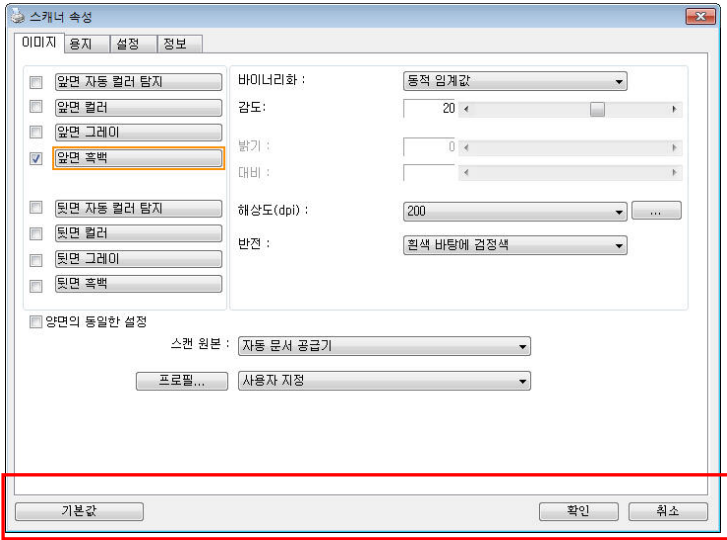 스캐너 속성
이미지 용지 설정 정보
앞면 자동 컬러 탐지
앞면 컬러
앞면 그레이
앞면 흑백
뒷면 자동 컬러 탐지
뒷면 컬러
뒷면 그레이
뒷면 흑백
바이너리화 : 동적 임계값
감도: 20
밝기 : 0
대비 :
해상도(dpi) : 200 ...
반전 : 흰색 바탕에 검정색
양면의 동일한 설정
스캔 원본 : 자동 문서 공급기
프로필... 사용자 지정
기본값 확인 취소